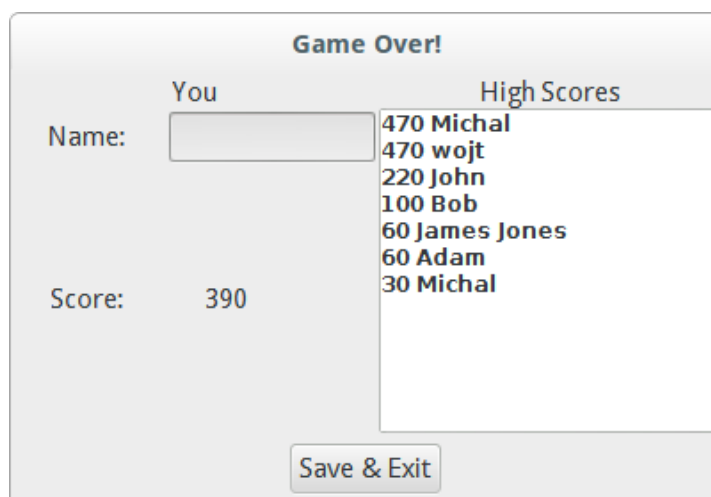 Game Over!
You
High Scores
Name:
470 Michal
470 wojt
220 John
100 Bob
60 James Jones
60 Adam
30 Michal
Score: 390
Save & Exit